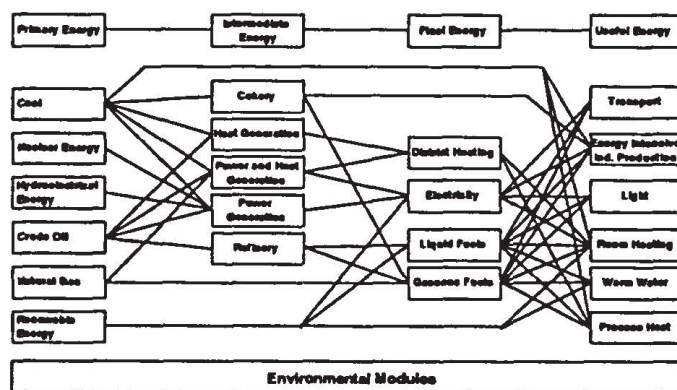 Primary Energy
Intermediate
Energy
Final Energy
Useful Energy
Coal
Nuclear Energy
Hydroelectrical
Energy
Crude Oil
Natural Gas
Renewable
Energy
Cokery
Heat Generation
Power and Heat
Generation
Power
Generation
Refinery
District Heating
Electricity
Liquid Fuels
Gaseous Fuels
Transport
Energy Intensive
Ind. Production
Light
Room Heating
Warm Water
Process Heat
Environmental Modules